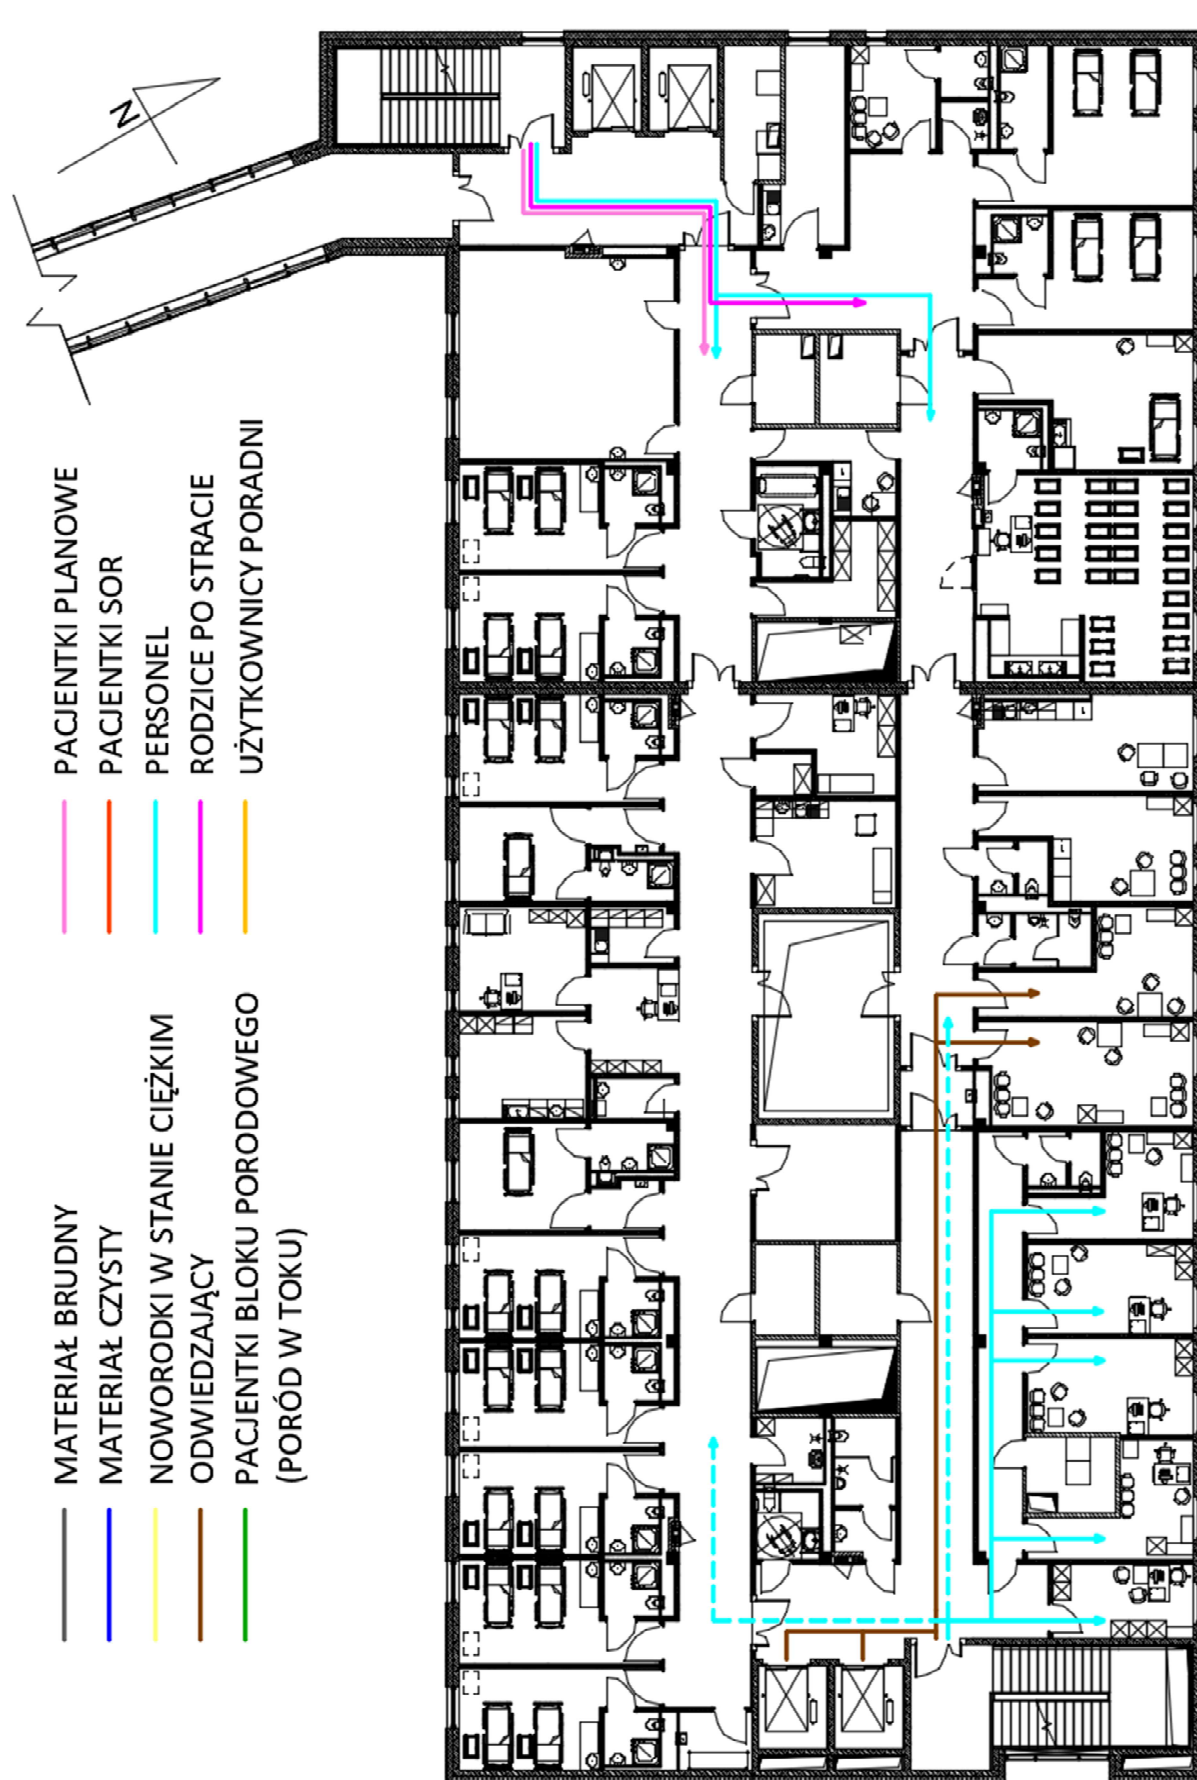 N
PACJENTKI PLANOWE
PACJENTKI SOR
PERSONEL
RODZICE PO STRACIE
UŻYTKOWNICY PORADNI
MATERIAŁ BRUDNY
MATERIAŁ CZYSTY
NOWORODKI W STANIE CIĘŻKIM
ODWIEDZAJĄCY
PACJENTKI BLOKU PORODOWEGO
(PORÓD W TOKU)